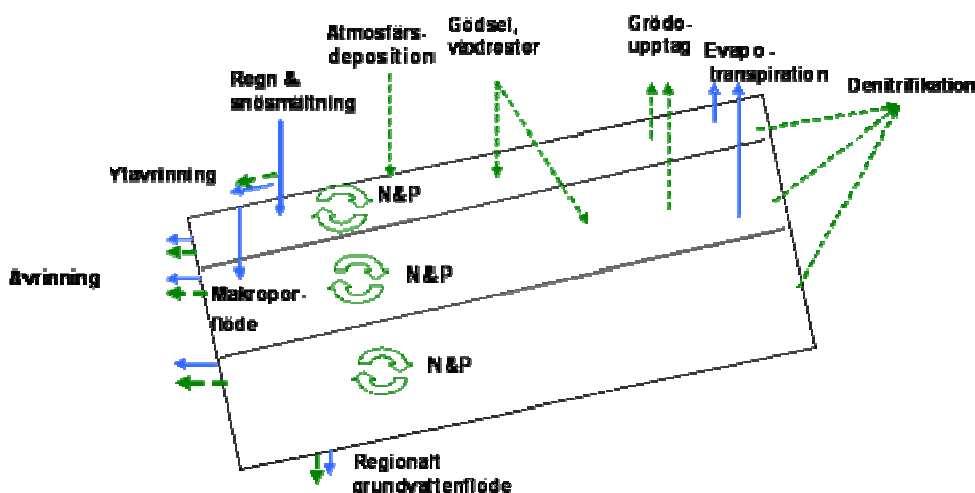 Atmosfärs-
deposition
Gödsel,
växtrester
Grödo-
upptag
Evapo-
transpiration
Denitrifikation
Regn &
snösmältning
Ytavrinning
N&P
Avrinning
Makropor-
flöde
N&P
N&P
Regionalt
grundvattenflöde